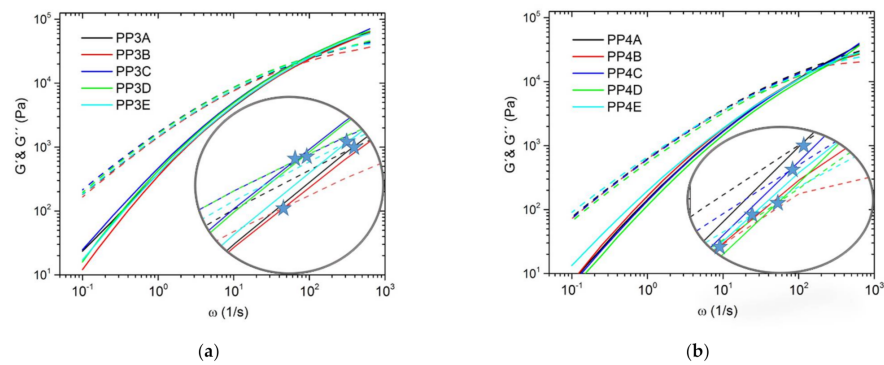 10⁵
10⁴
10³
10²
10¹
G'& G´´ (Pa)
PP3A
PP3B
PP3C
PP3D
PP3E
10⁻¹ 10⁰ 10¹ 10² 10³
ω (1/s)
(a)
10⁵
10⁴
10³
10²
10¹
G'& G´´ (Pa)
PP4A
PP4B
PP4C
PP4D
PP4E
10⁻¹ 10⁰ 10¹ 10² 10³
ω (1/s)
(b)